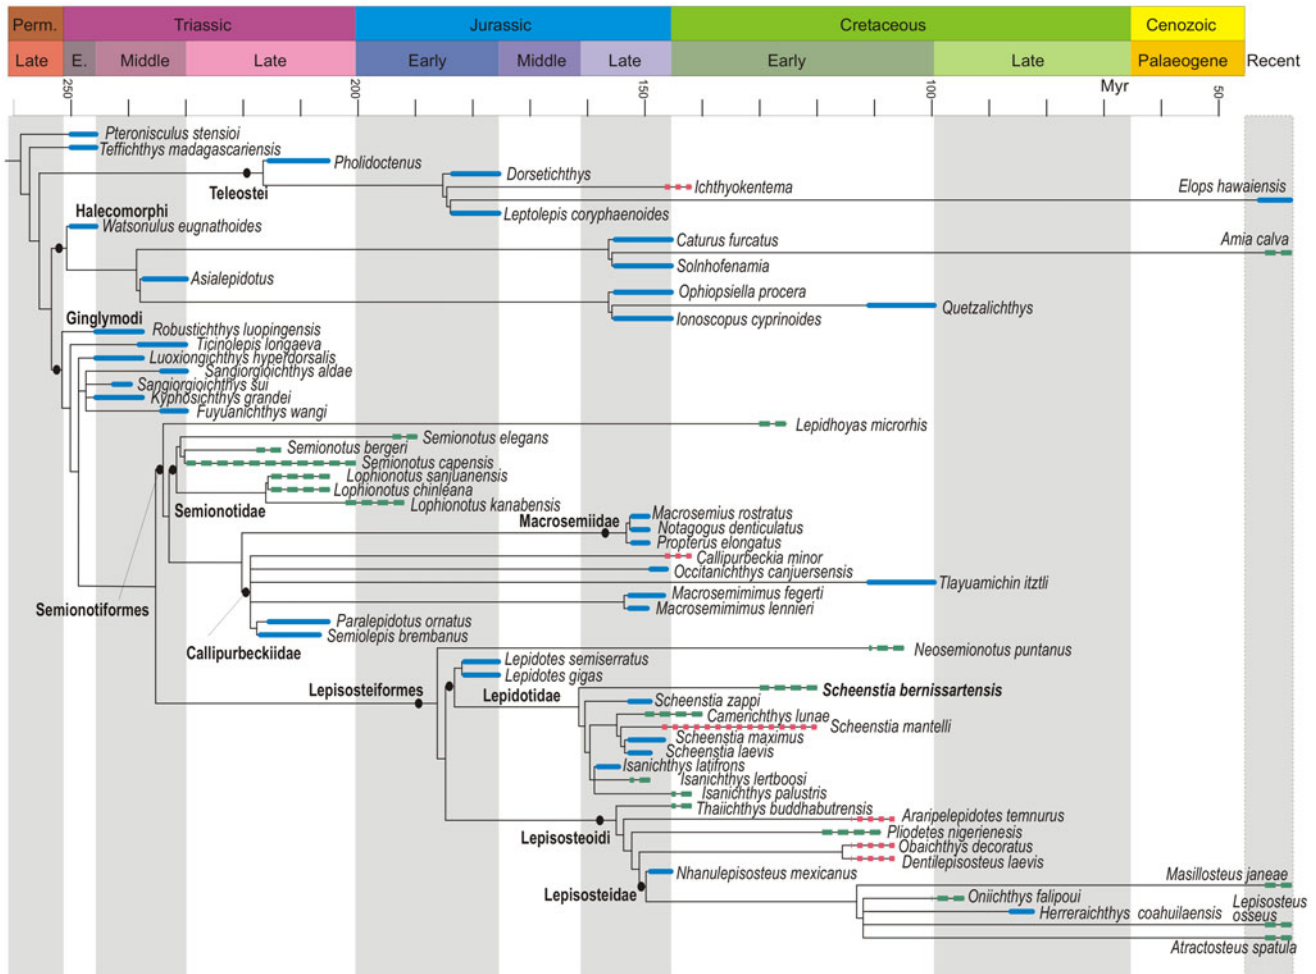 Perm. Triassic Jurassic Cretaceous Cenozoic
Late E. Middle Late Early Middle Late Early Late Palaeogene Recent
250 200 150 100 Myr 50
Pteronisculus stensioi
Teffichthys madagascariensis
Pholidoctenus
Dorsetichthys
Teleostei
Ichthyokentema
Elops hawaiensis
Halecomorphi
Leptolepis coryphaenoides
Watsonulus eugnathoides
Caturus furcatus
Amia calva
Solnhofenamia
Asialepidotus
Ophiopsiella procera
Quetzalichthys
Ginglymodi
Ionoscopus cyprinoides
Robustichthys luopingensis
Ticinolepis longaeva
Luoxiongichthys hyperdorsalis
Sangiorgioichthys aldae
Sangiorgioichthys sui
Kyphosichthys grandei
Fuyuanichthys wangi
Lepidhoyas microrhis
Semionotus elegans
Semionotus bergeri
Semionotus capensis
Lophionotus sanjuanensis
Lophionotus chinleana
Lophionotus kanabensis
Semionotidae
Macrosemiidae
Macrosemius rostratus
Notagogus denticulatus
Propterus elongatus
Callipurbeckia minor
Occitanichthys canjuersensis
Tlayuamichin itztli
Macrosemimimus fegerti
Macrosemimimus lennieri
Semionotiformes
Paralepidotus ornatus
Semiolepis brembanus
Callipurbeckiidae
Neosemionotus puntanus
Lepidotes semiserratus
Lepidotes gigas
Lepisosteiformes
Lepidotidae
Scheenstia bernissartensis
Scheenstia zappi
Camerichthys lunae
Scheenstia mantelli
Scheenstia maximus
Scheenstia laevis
Isanichthys latifrons
Isanichthys lertboosi
Isanichthys palustris
Thaiichthys buddhabutrensis
Araripelepidotes temnurus
Lepisosteoidi
Pliodetes nigerienesis
Obaichthys decoratus
Dentilepisosteus laevis
Nhanulepisosteus mexicanus
Masillosteus janeae
Lepisosteidae
Oniichthys falipoui
Lepisosteus
Herreraichthys coahuilaensis osseus
Atractosteus spatula